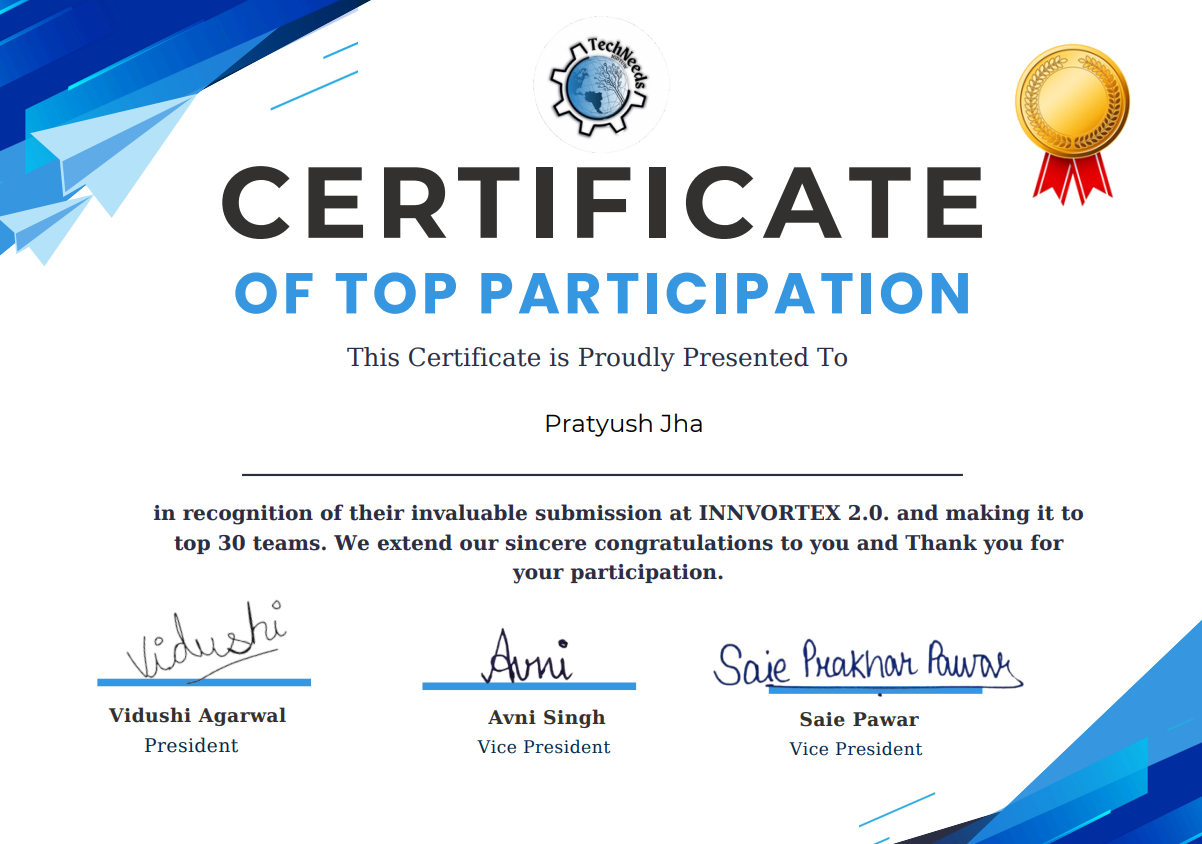 TechNeeds
CERTIFICATE
OF TOP PARTICIPATION
This Certificate is Proudly Presented To
Pratyush Jha
in recognition of their invaluable submission at INNVORTEX 2.0. and making it to
top 30 teams. We extend our sincere congratulations to you and Thank you for
your participation.
Vidushi
Avni
Saie Prakhar Pawar
Vidushi Agarwal
Avni Singh
Saie Pawar
President
Vice President
Vice President